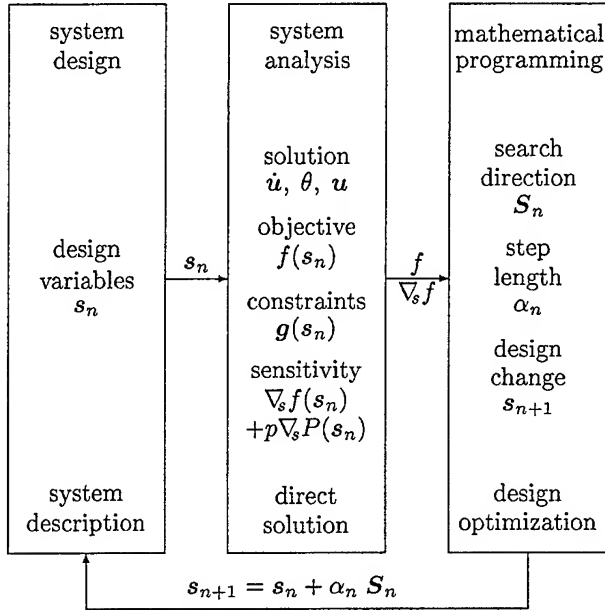 system
design
design
variables
s_n
system
description
s_n
system
analysis
solution
u̇, θ, u
objective
f(s_n)
constraints
g(s_n)
sensitivity
∇_s f(s_n)
+p∇_s P(s_n)
direct
solution
f
∇_s f
mathematical
programming
search
direction
S_n
step
length
α_n
design
change
s_{n+1}
design
optimization
s_{n+1} = s_n + α_n S_n